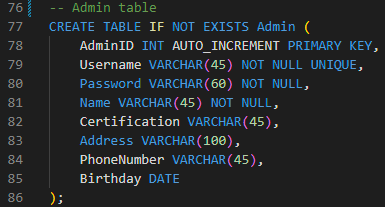 76 -- Admin table
77 CREATE TABLE IF NOT EXISTS Admin (
78     AdminID INT AUTO_INCREMENT PRIMARY KEY,
79     Username VARCHAR(45) NOT NULL UNIQUE,
80     Password VARCHAR(60) NOT NULL,
81     Name VARCHAR(45) NOT NULL,
82     Certification VARCHAR(45),
83     Address VARCHAR(100),
84     PhoneNumber VARCHAR(45),
85     Birthday DATE
86 );